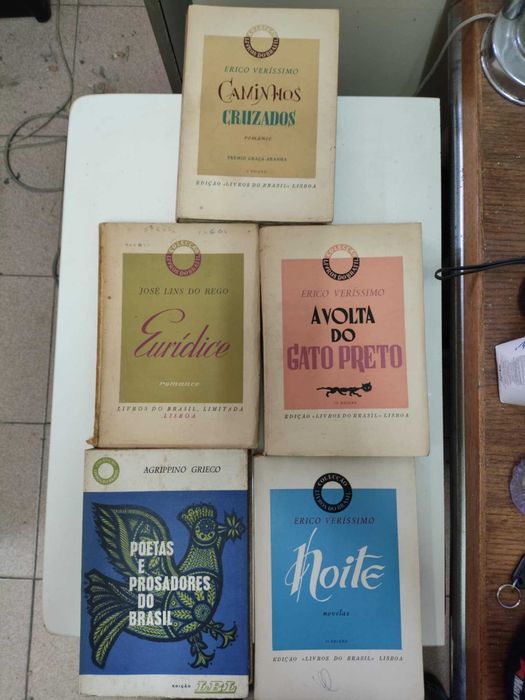 COLECÇÃO
LIVROS DO BRASIL
ERICO VERÍSSIMO
CAMINHOS
CRUZADOS
romance
PRÉMIO GRAÇA ARANHA
EDIÇÃO «LIVROS DO BRASIL» LISBOA
COLECÇÃO
LIVROS DO BRASIL
JOSÉ LINS DO REGO
Eurídice
romance
LIVROS DO BRASIL, LIMITADA
LISBOA
COLECÇÃO
LIVROS DO BRASIL
ERICO VERÍSSIMO
A VOLTA
DO
GATO PRETO
EDIÇÃO «LIVROS DO BRASIL» LISBOA
AGRIPPINO GRIECO
POETAS
E
PROSADORES
DO
BRASIL
EDIÇÃO LBL
COLECÇÃO
LIVROS DO BRASIL
ERICO VERISSIMO
Noite
novelas
EDIÇÃO «LIVROS DO BRASIL» LISBOA